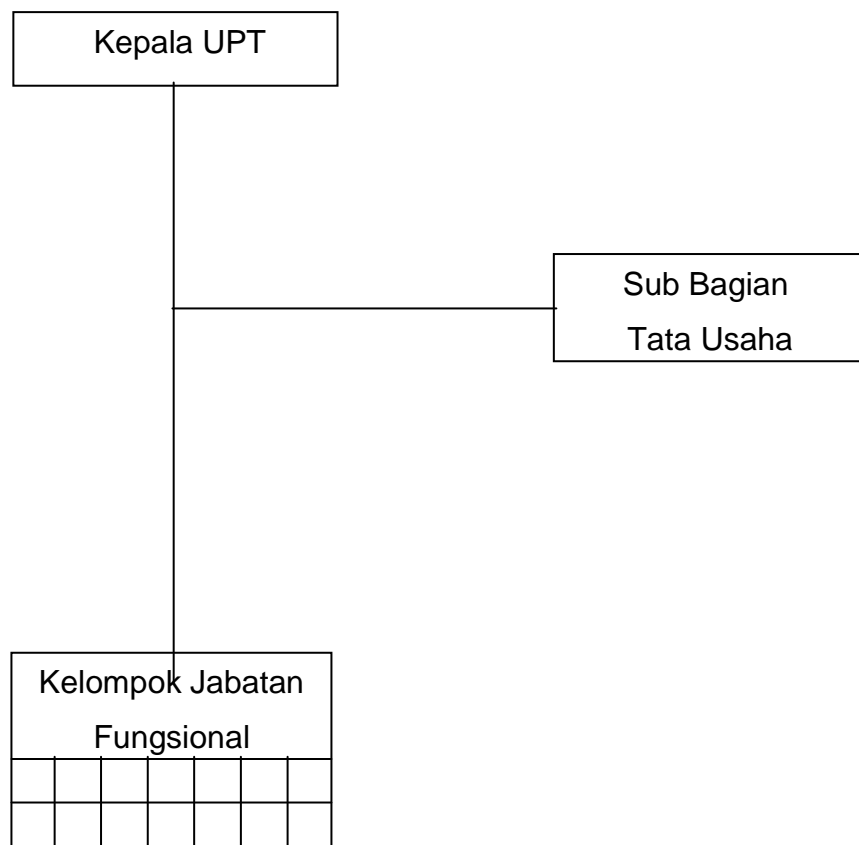 Kepala UPT
Sub Bagian
Tata Usaha
Kelompok Jabatan
Fungsional